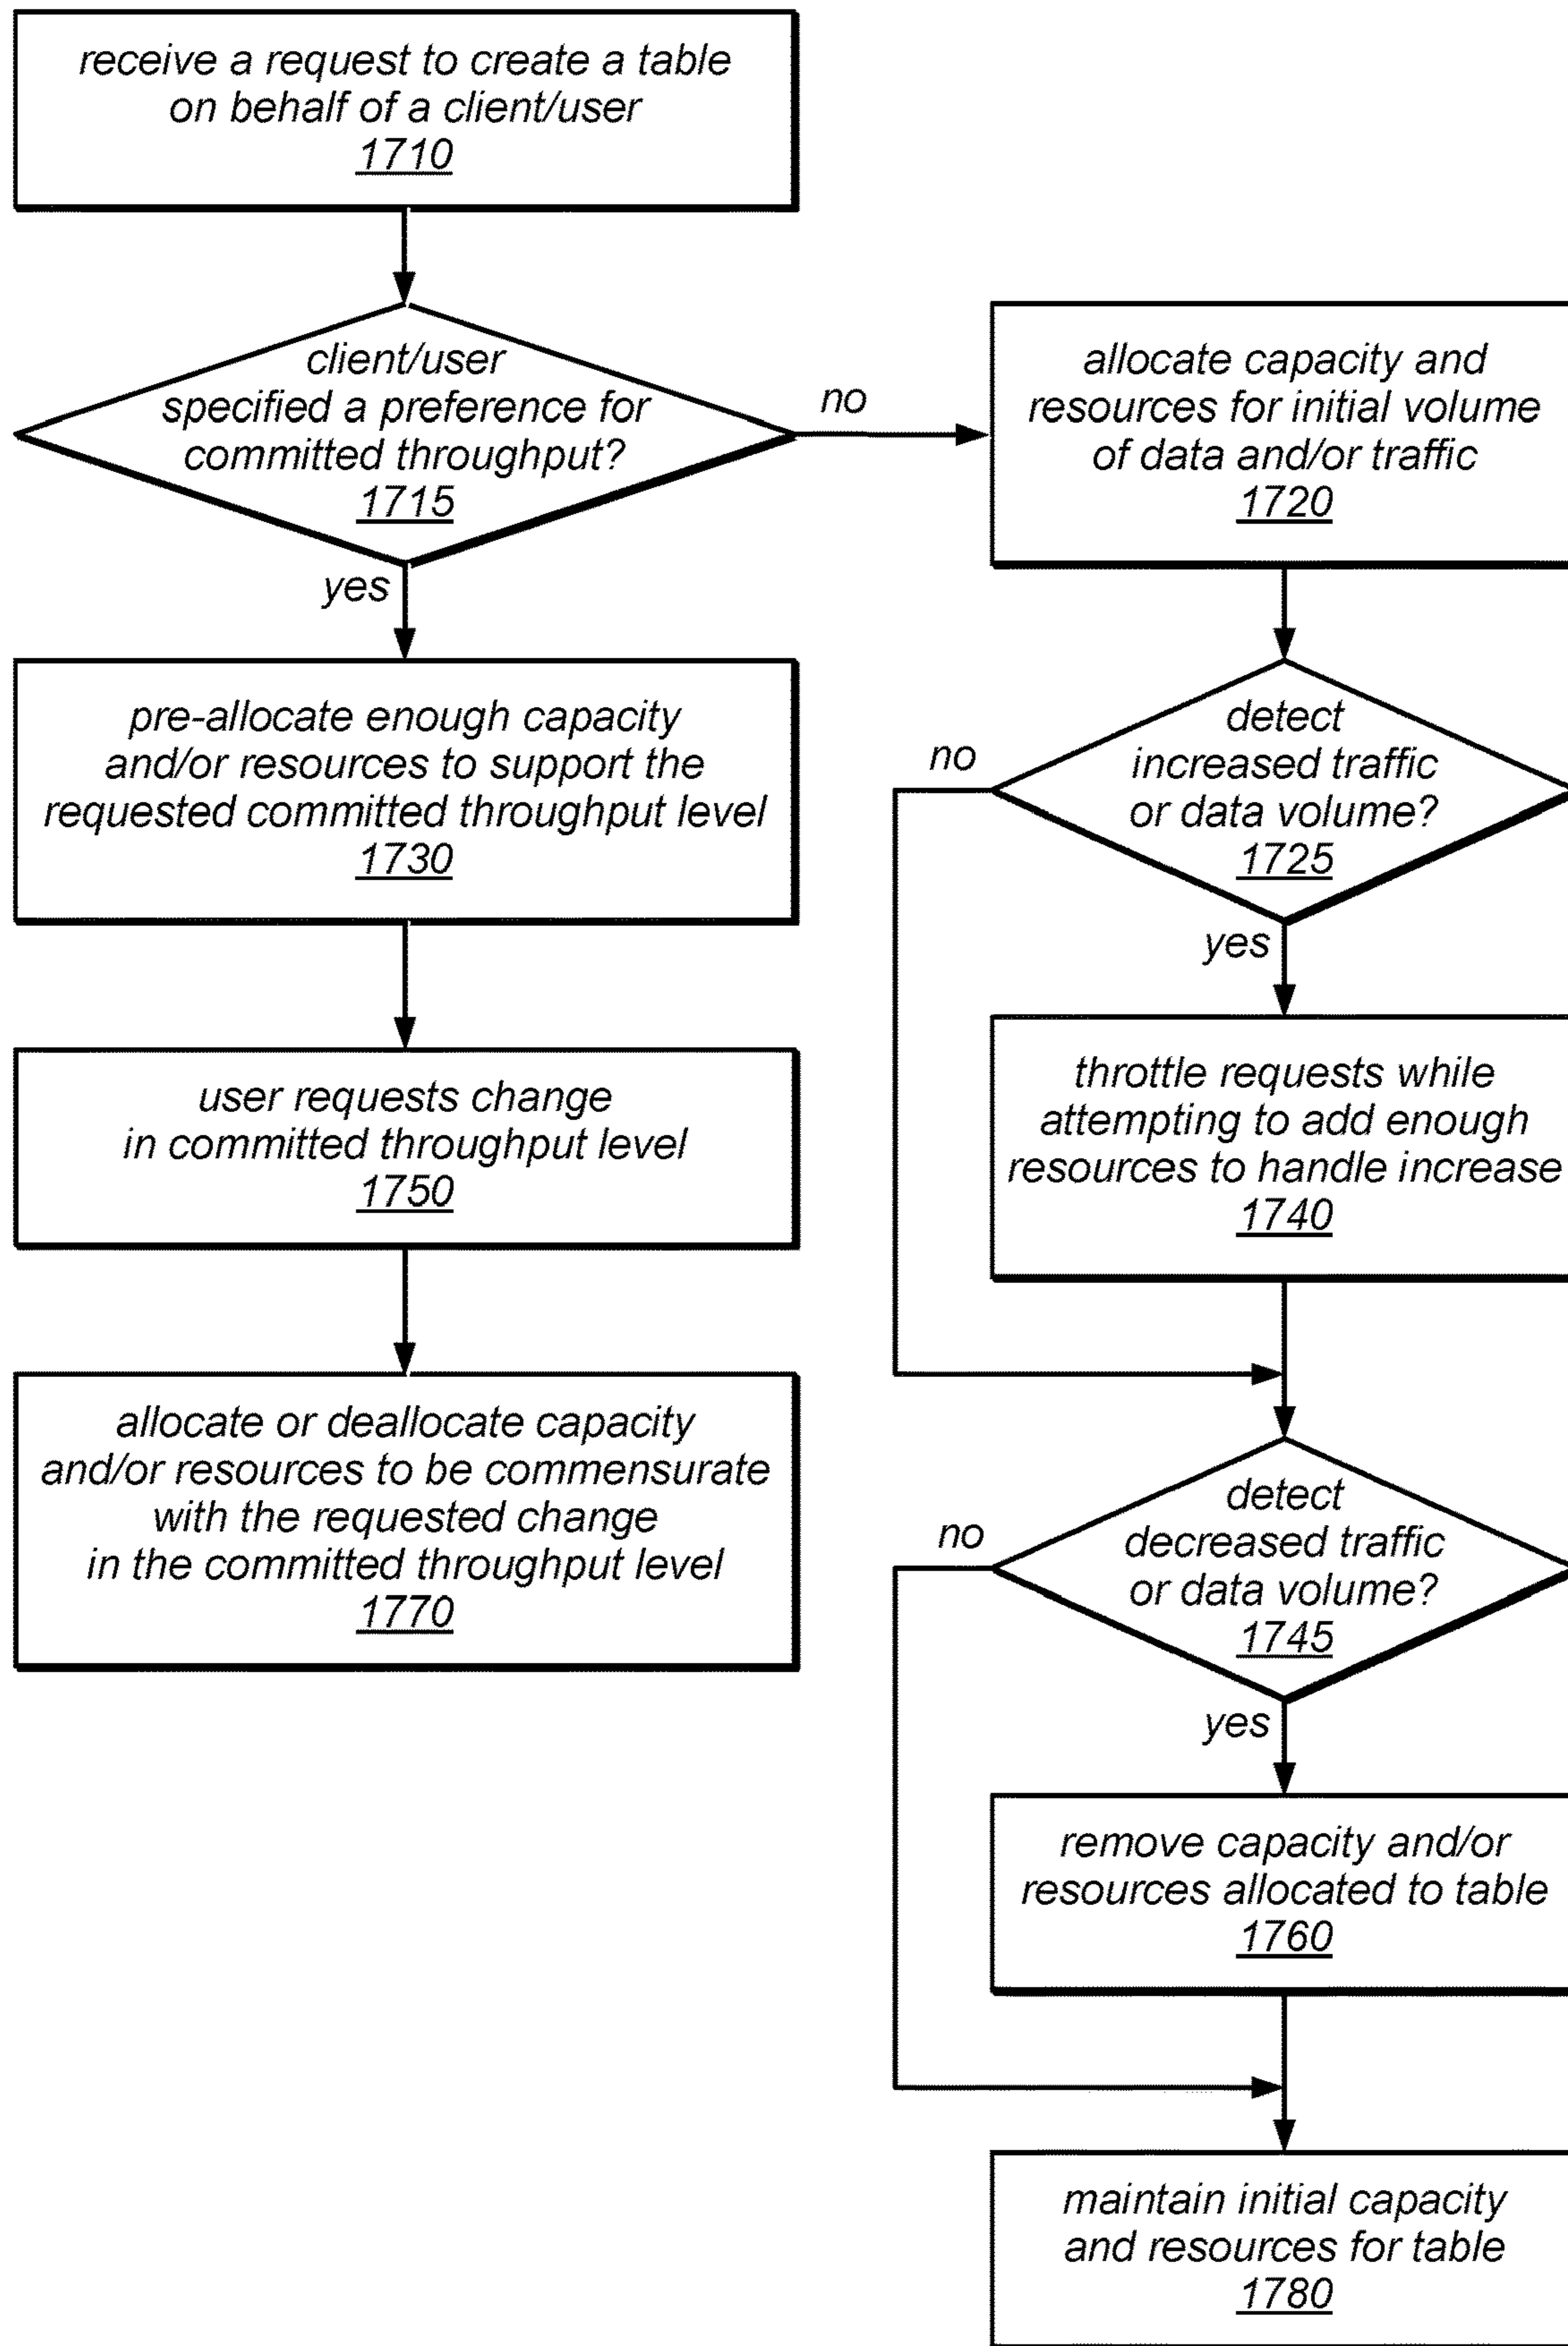 receive a request to create a table
on behalf of a client/user
1710
client/user
specified a preference for
committed throughput?
1715
no
allocate capacity and
resources for initial volume
of data and/or traffic
1720
yes
pre-allocate enough capacity
and/or resources to support the
requested committed throughput level
1730
user requests change
in committed throughput level
1750
allocate or deallocate capacity
and/or resources to be commensurate
with the requested change
in the committed throughput level
1770
detect
increased traffic
or data volume?
1725
no
yes
throttle requests while
attempting to add enough
resources to handle increase
1740
detect
decreased traffic
or data volume?
1745
no
yes
remove capacity and/or
resources allocated to table
1760
maintain initial capacity
and resources for table
1780